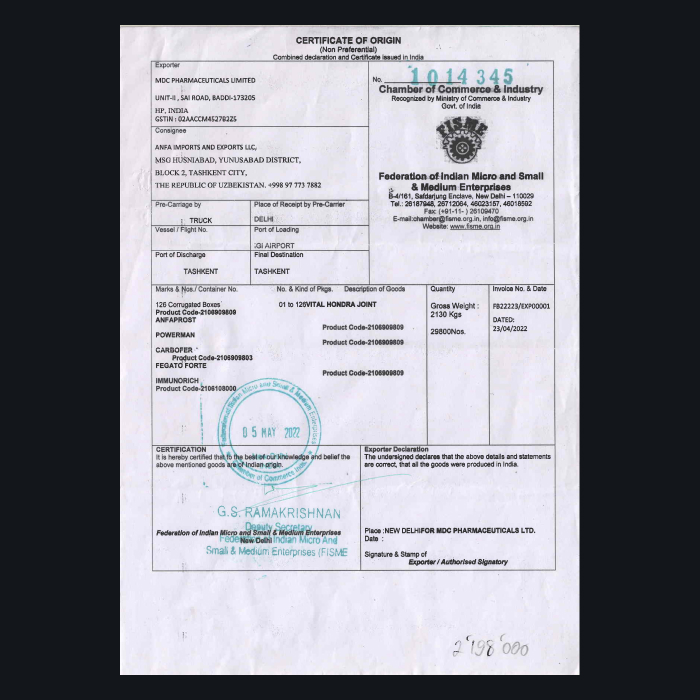 CERTIFICATE OF ORIGIN
(Non Preferential)
Combined declaration and Certificate issued in India
Exporter
MDC PHARMACEUTICALS LIMITED
UNIT-II , SAI ROAD, BADDI-173205
HP, INDIA
GSTIN : 02AACCM4527B2Z5
No. 1014345
Chamber of Commerce & Industry
Recognized by Ministry of Commerce & Industry
Govt. of India
FISME
Federation of Indian Micro and Small
& Medium Enterprises
B-4/161, Safdarjung Enclave, New Delhi – 110029
Tel.: 26187948, 26712064, 46023157, 46018592
Fax: (+91-11- ) 26109470
E-mail:chamber@fisme.org.in, info@fisme.org.in
Website: www.fisme.org.in
Consignee
ANFA IMPORTS AND EXPORTS LLC,
MSG HUSNIABAD, YUNUSABAD DISTRICT,
BLOCK 2, TASHKENT CITY,
THE REPUBLIC OF UZBEKISTAN. +998 97 773 7882
Pre-Carriage by
TRUCK
Place of Receipt by Pre-Carrier
DELHI
Vessel / Flight No.
Port of Loading
IGI AIRPORT
Port of Discharge
TASHKENT
Final Destination
TASHKENT
Marks & Nos./ Container No. No. & Kind of Pkgs. Description of Goods
Quantity
Invoice No. & Date
126 Corrugated Boxes 01 to 126VITAL HONDRA JOINT
Product Code-2106909809
ANFAPROST
Product Code-2106909809
POWERMAN
Product Code-2106909809
CARBOFER
Product Code-2106909803
FEGATO FORTE
Product Code-2106909809
IMMUNORICH
Product Code-2106108000
Gross Weight :
2130 Kgs
29800Nos.
FB22223/EXP00001
DATED:
23/04/2022
Federation of Indian Micro and Small & Medium Enterprises
05 MAY 2022
Chamber of Commerce
CERTIFICATION
It is hereby certified that to the best of our knowledge and belief the
above mentioned goods are of Indian origin.
G.S. RAMAKRISHNAN
Deputy Secretary
Federation of Indian Micro and Small & Medium Enterprises
New Delhi
Federation of Indian Micro And
Small & Medium Enterprises (FISME
Exporter Declaration
The undersigned declares that the above details and statements
are correct, that all the goods were produced in India.
Place :NEW DELHIFOR MDC PHARMACEUTICALS LTD.
Date :
Signature & Stamp of
Exporter / Authorised Signatory
2'198'000